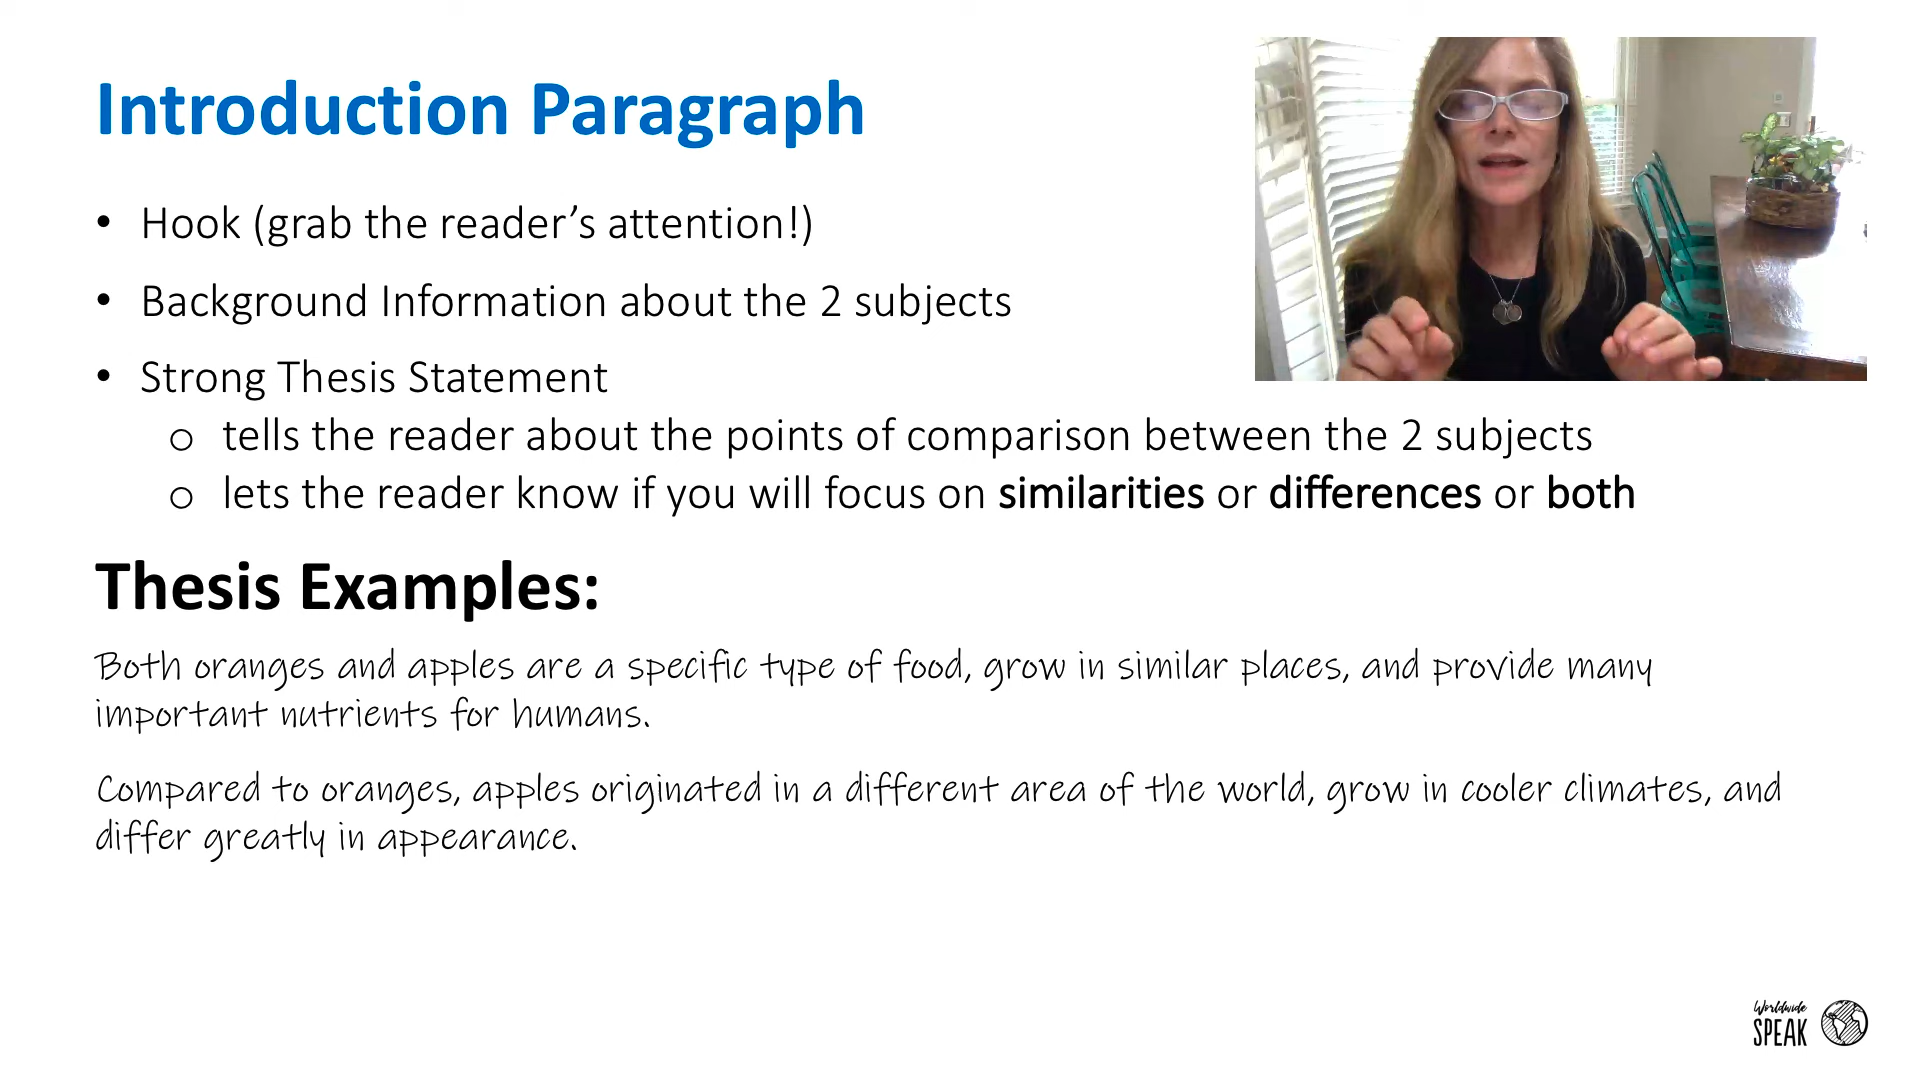 Introduction Paragraph
• Hook (grab the reader’s attention!)
• Background Information about the 2 subjects
• Strong Thesis Statement
o tells the reader about the points of comparison between the 2 subjects
o lets the reader know if you will focus on similarities or differences or both
Thesis Examples:
Both oranges and apples are a specific type of food, grow in similar places, and provide many
important nutrients for humans.
Compared to oranges, apples originated in a different area of the world, grow in cooler climates, and
differ greatly in appearance.
Worldwide
SPEAK